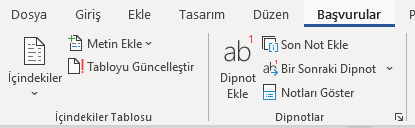 Dosya Giriş Ekle Tasarım Düzen Başvurular P
İçindekiler
Metin Ekle
Tabloyu Güncelleştir
İçindekiler Tablosu
ab1
Dipnot
Ekle
Son Not Ekle
ab Bir Sonraki Dipnot
Notları Göster
Dipnotlar